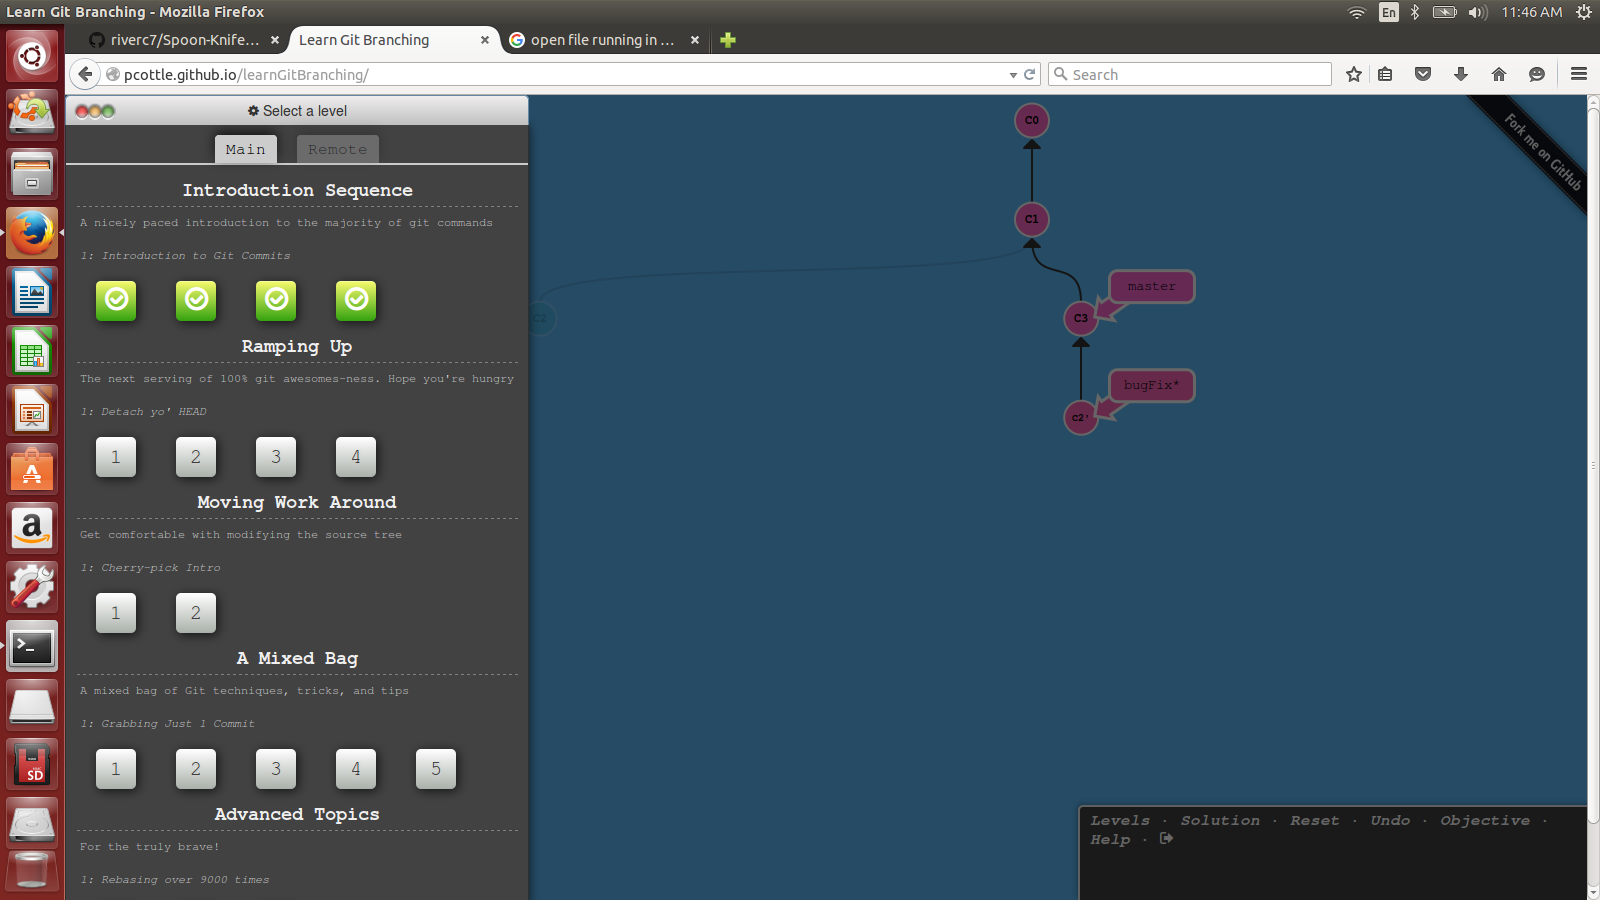 Learn Git Branching - Mozilla Firefox
En
11:46 AM
riverc7/Spoon-Knife...
Learn Git Branching
open file running in ...
pcottle.github.io/learnGitBranching/
Search
Select a level
Main
Remote
Introduction Sequence
A nicely paced introduction to the majority of git commands
1: Introduction to Git Commits
Ramping Up
The next serving of 100% git awesomes-ness. Hope you're hungry
1: Detach yo' HEAD
1 2 3 4
Moving Work Around
Get comfortable with modifying the source tree
1: Cherry-pick Intro
1 2
A Mixed Bag
A mixed bag of Git techniques, tricks, and tips
1: Grabbing Just 1 Commit
1 2 3 4 5
Advanced Topics
For the truly brave!
1: Rebasing over 9000 times
C0
C1
C2
master
C3
bugFix*
C2'
Fork me on GitHub
Levels · Solution · Reset · Undo · Objective ·
Help ·
SD